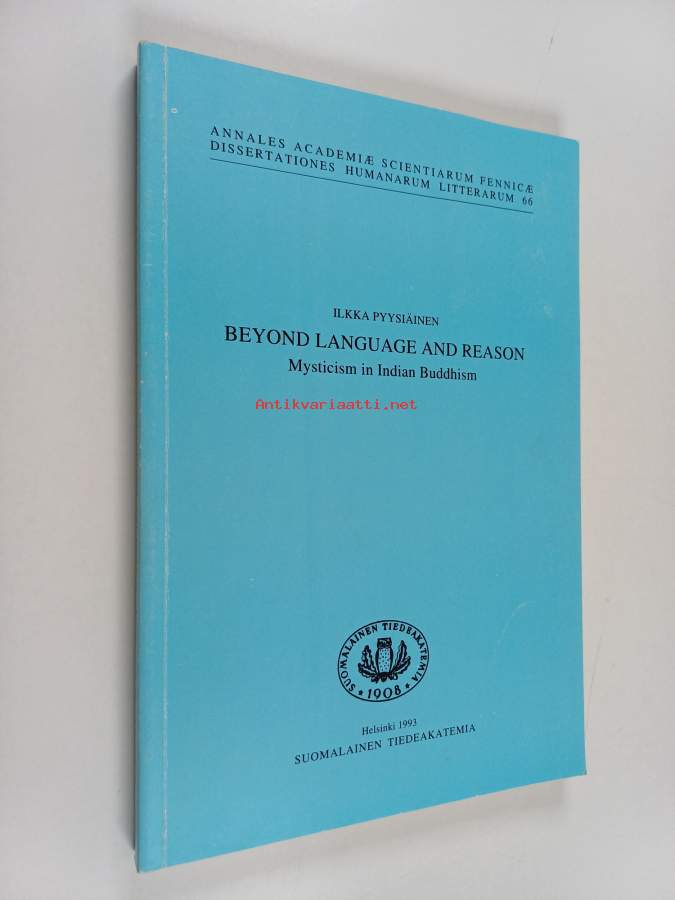 ANNALES ACADEMIÆ SCIENTIARUM FENNICÆ
DISSERTATIONES HUMANARUM LITTERARUM 66
ILKKA PYYSIÄINEN
BEYOND LANGUAGE AND REASON
Mysticism in Indian Buddhism
Antikvariaatti.net
SUOMALAINEN TIEDEAKATEMIA
* 1908 *
Helsinki 1993
SUOMALAINEN TIEDEAKATEMIA